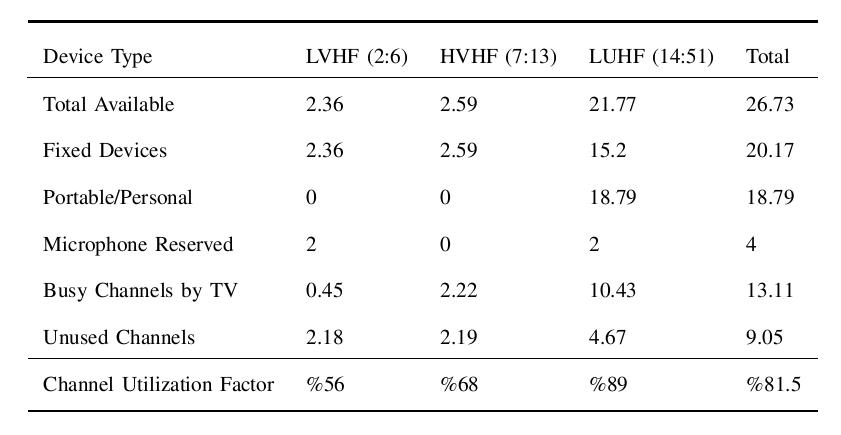 Device Type LVHF (2:6) HVHF (7:13) LUHF (14:51) Total
Total Available 2.36 2.59 21.77 26.73
Fixed Devices 2.36 2.59 15.2 20.17
Portable/Personal 0 0 18.79 18.79
Microphone Reserved 2 0 2 4
Busy Channels by TV 0.45 2.22 10.43 13.11
Unused Channels 2.18 2.19 4.67 9.05
Channel Utilization Factor %56 %68 %89 %81.5